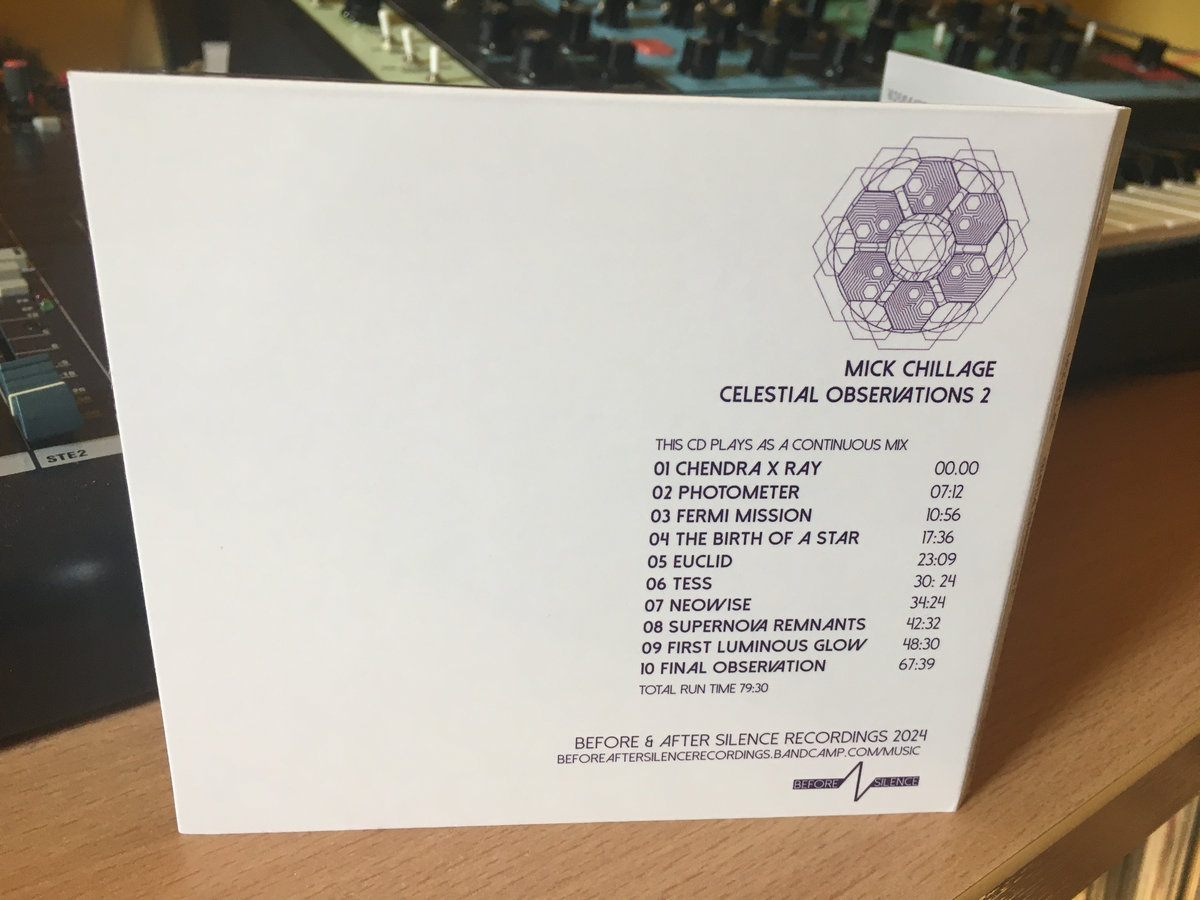 MICK CHILLAGE
CELESTIAL OBSERVATIONS 2
THIS CD PLAYS AS A CONTINUOUS MIX
01 CHENDRA X RAY 00.00
02 PHOTOMETER 07:12
03 FERMI MISSION 10:56
04 THE BIRTH OF A STAR 17:36
05 EUCLID 23:09
06 TESS 30: 24
07 NEOWISE 34:24
08 SUPERNOVA REMNANTS 42:32
09 FIRST LUMINOUS GLOW 48:30
10 FINAL OBSERVATION 67:39
TOTAL RUN TIME 79:30
BEFORE & AFTER SILENCE RECORDINGS 2024
BEFOREAFTERSILENCERECORDINGS.BANDCAMP.COM/MUSIC
BEFORE SILENCE
STE2